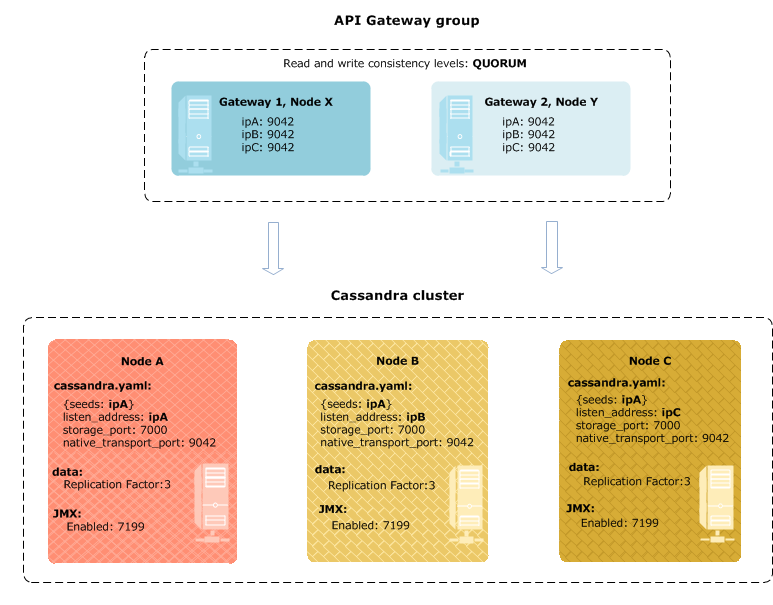 API Gateway group
Read and write consistency levels: QUORUM
Gateway 1, Node X
ipA: 9042
ipB: 9042
ipC: 9042
Gateway 2, Node Y
ipA: 9042
ipB: 9042
ipC: 9042
Cassandra cluster
Node A
cassandra.yaml:
{seeds: ipA}
listen_address: ipA
storage_port: 7000
native_transport_port: 9042
data:
Replication Factor:3
JMX:
Enabled: 7199
Node B
cassandra.yaml:
{seeds: ipA}
listen_address: ipB
storage_port: 7000
native_transport_port: 9042
data:
Replication Factor:3
JMX:
Enabled: 7199
Node C
cassandra.yaml:
{seeds: ipA}
listen_address: ipC
storage_port: 7000
native_transport_port: 9042
data:
Replication Factor:3
JMX:
Enabled: 7199